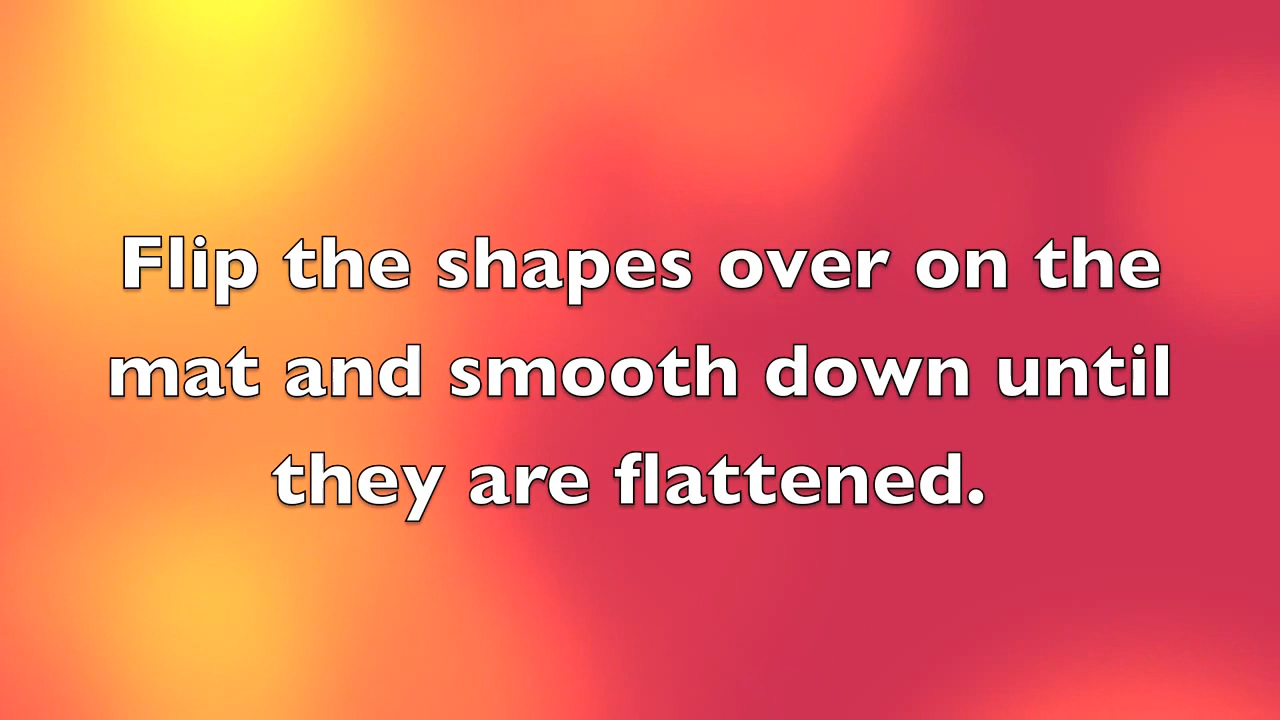 Flip the shapes over on the
mat and smooth down until
they are flattened.